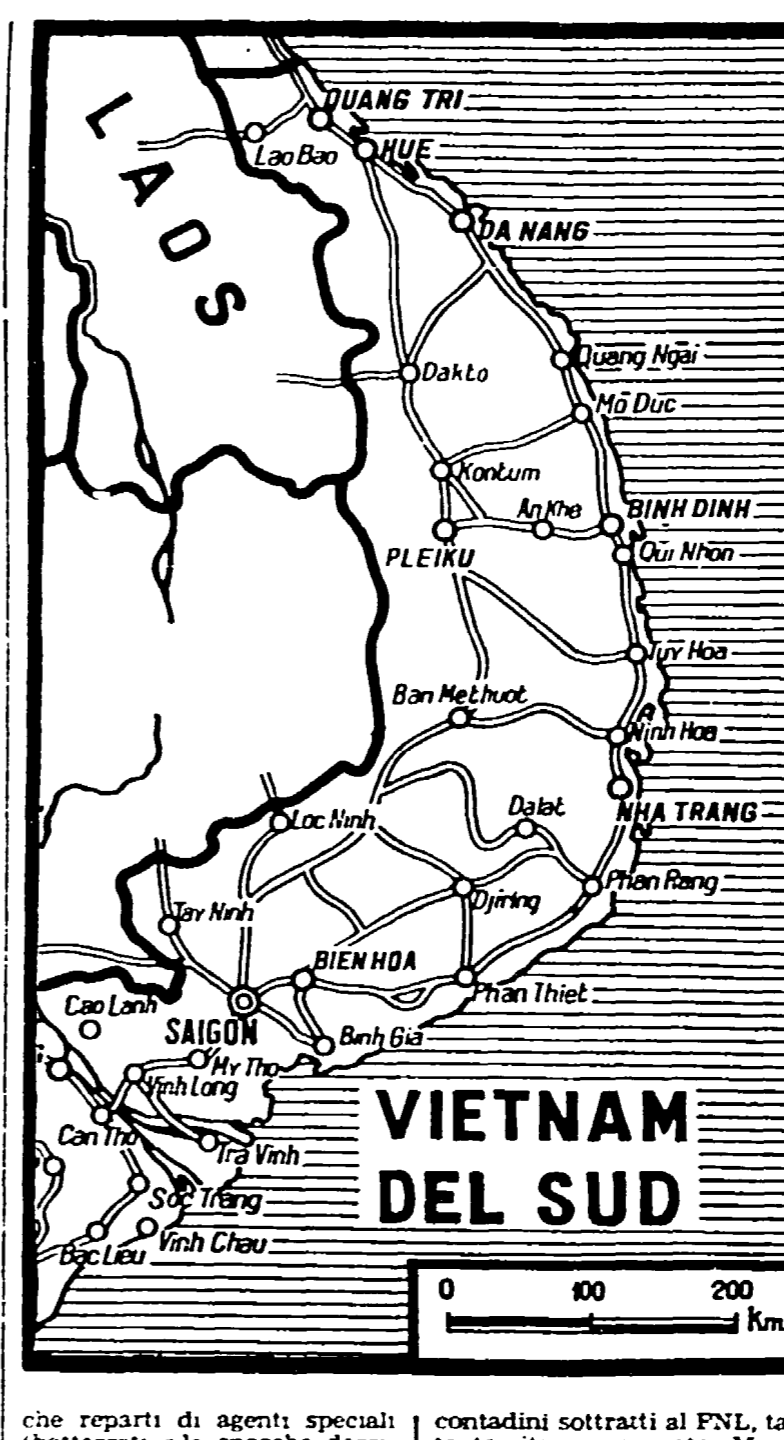 LAOS
QUANG TRI
Lao Bao
HUE
DA NANG
Quang Ngai
Dakto
Mo Duc
Kontum
An Khe
BINH DINH
PLEIKU
Qui Nhon
Tuy Hoa
Ban Methuot
Ninh Hoa
NHA TRANG
Loc Ninh
Dalat
Phan Rang
Djiring
Tay Ninh
BIEN HOA
Phan Thiet
Cao Lanh
SAIGON
Binh Gia
My Tho
Vinh Long
Can Tho
Tra Vinh
VIETNAM
DEL SUD
Soc Trang
Vinh Chau
Bac Lieu
0 100 200
Km
che reparti di agenti speciali
contadini sottratti al FNL, ta